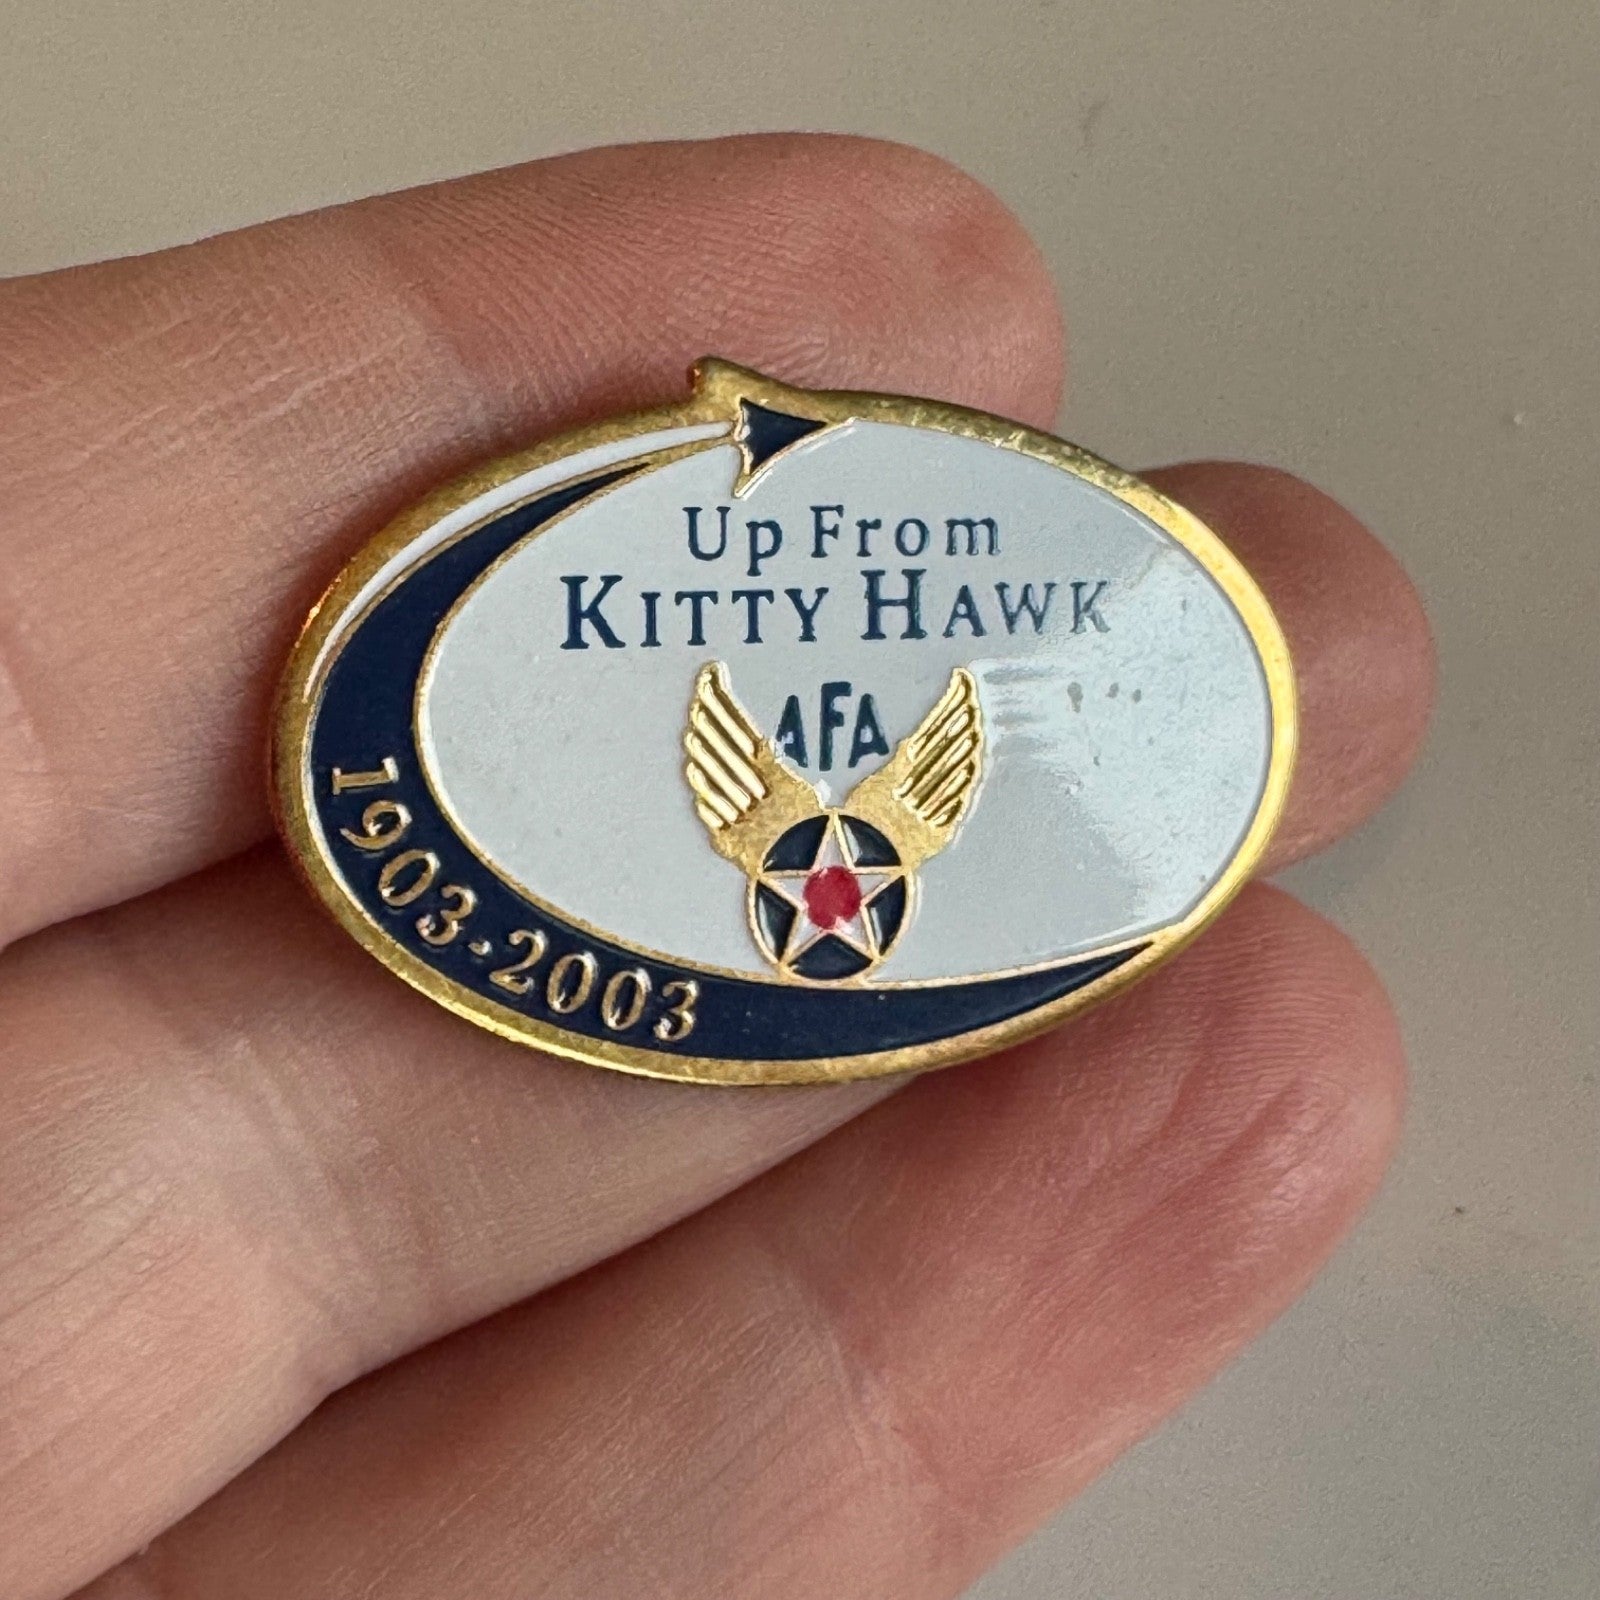 Up From
KITTY HAWK
AFA
1903-2003